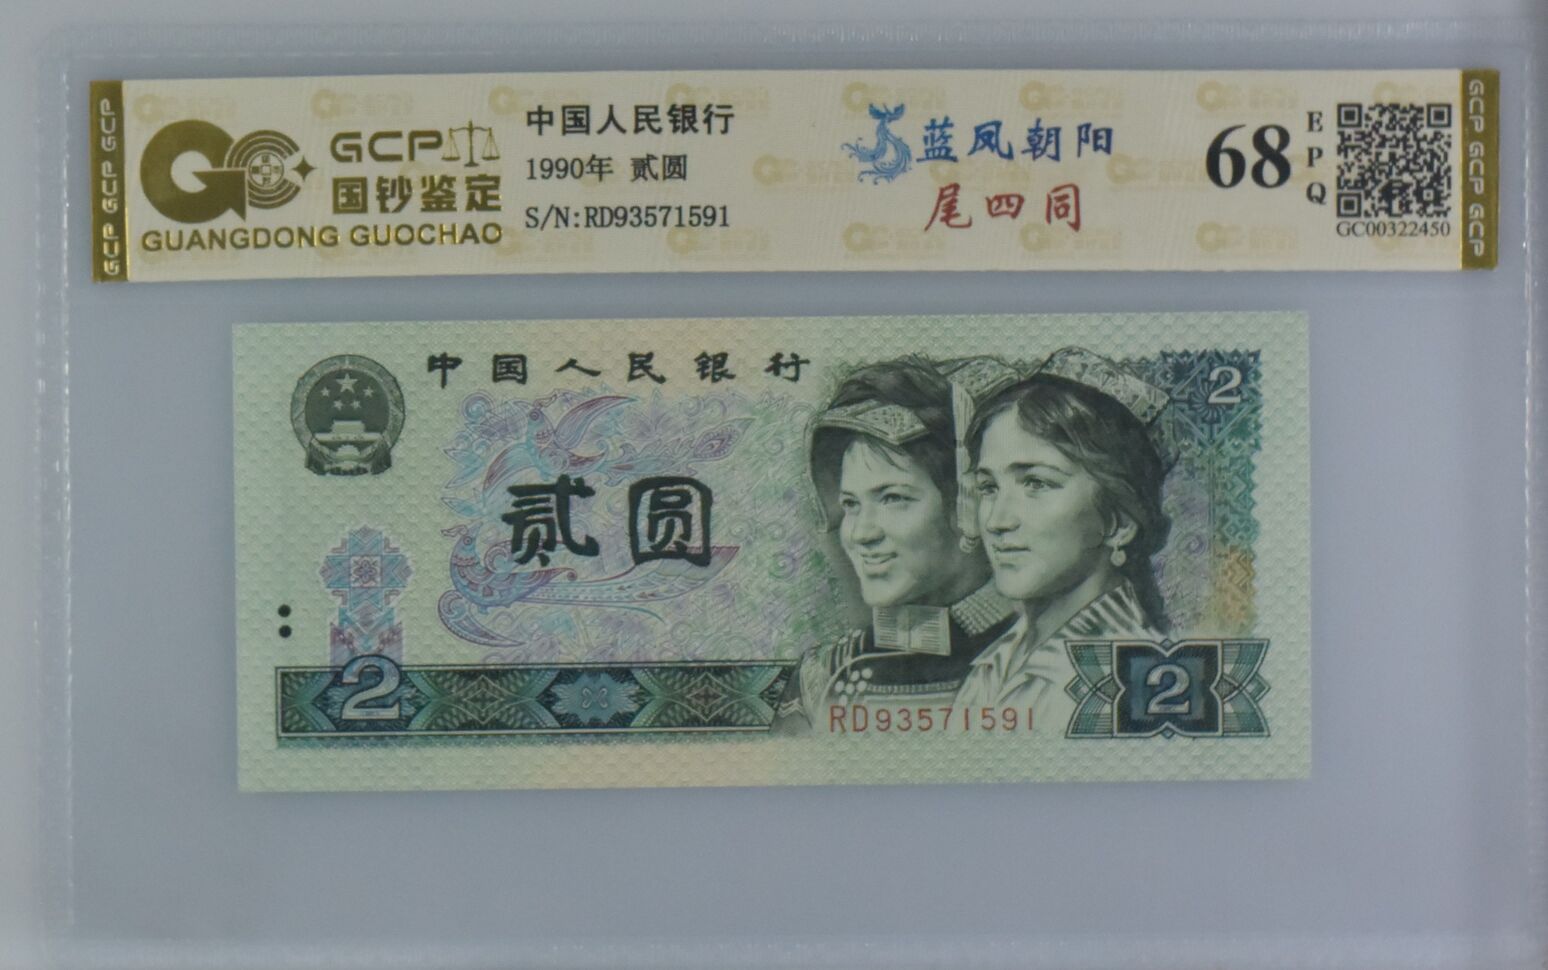 GCP GCP GCP
GCP
国钞鉴定
GUANGDONG GUOCHAO
中国人民银行
1990年 贰圆
S/N:RD93571591
蓝凤朝阳
尾四同
68
EPQ
GC00322450
GCP GCP GCP
中国人民银行
2
贰圆
2
2
RD93571591